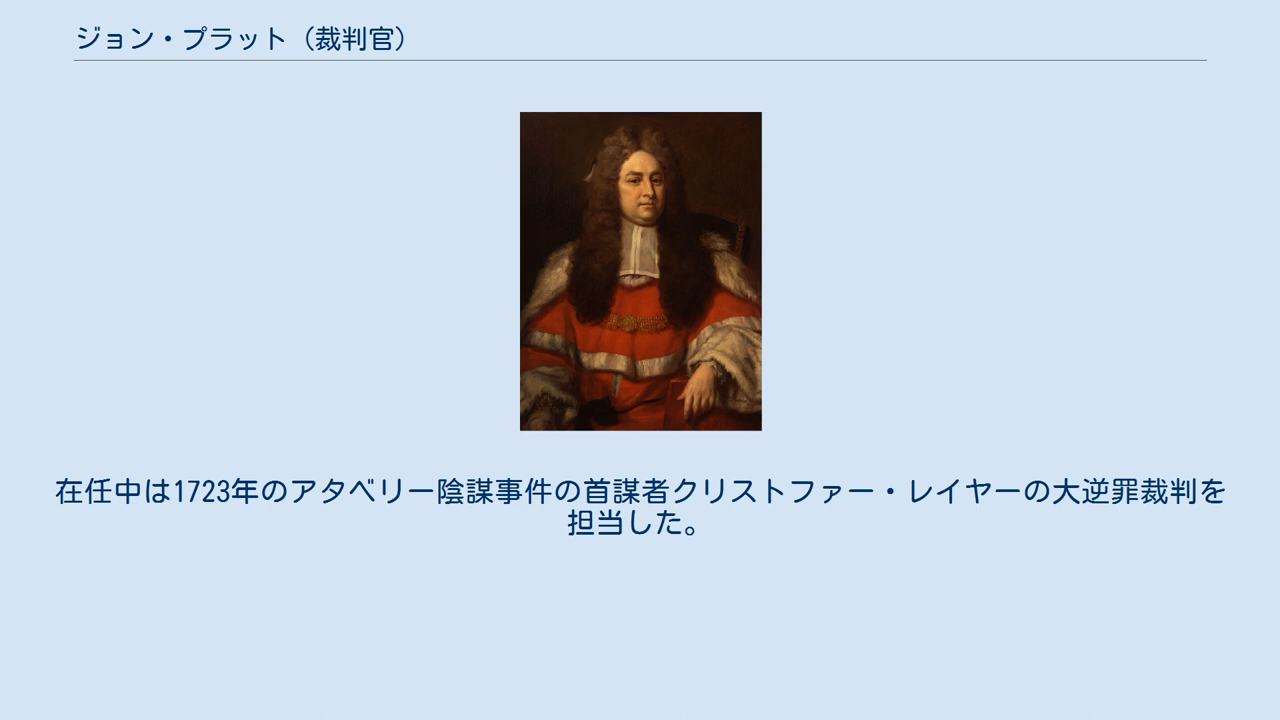 ジョン・プラット（裁判官）
在任中は1723年のアタベリー陰謀事件の首謀者クリストファー・レイヤーの大逆罪裁判を
担当した。